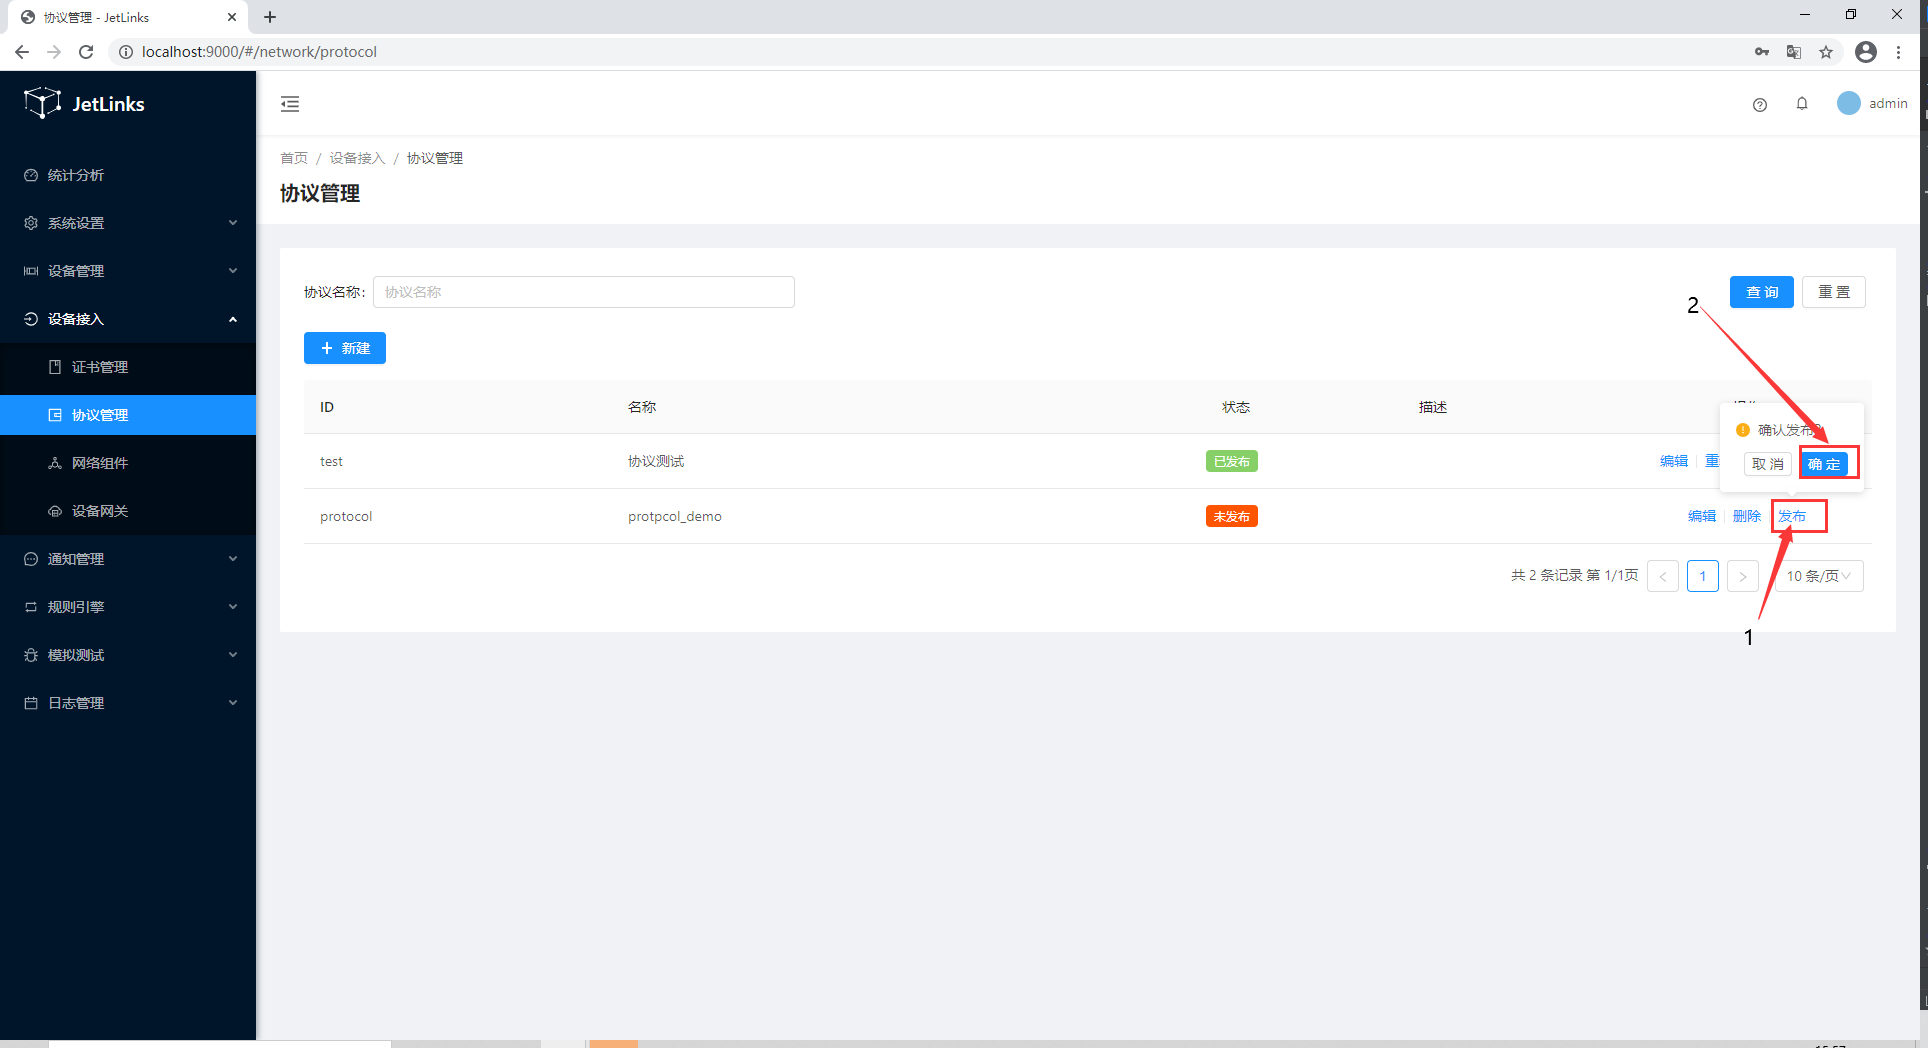 协议管理 - JetLinks
localhost:9000/#/network/protocol
JetLinks
admin
统计分析
系统设置
设备管理
设备接入
证书管理
协议管理
网络组件
设备网关
通知管理
规则引擎
模拟测试
日志管理
首页 / 设备接入 / 协议管理
协议管理
协议名称: 协议名称
查 询 重 置
2
+ 新建
ID 名称 状态 描述
确认发布?
取 消 确 定
test 协议测试 已发布 编辑
protocol protpcol_demo 未发布 编辑 删除 发布
共 2 条记录 第 1/1页 < 1 > 10 条/页
1